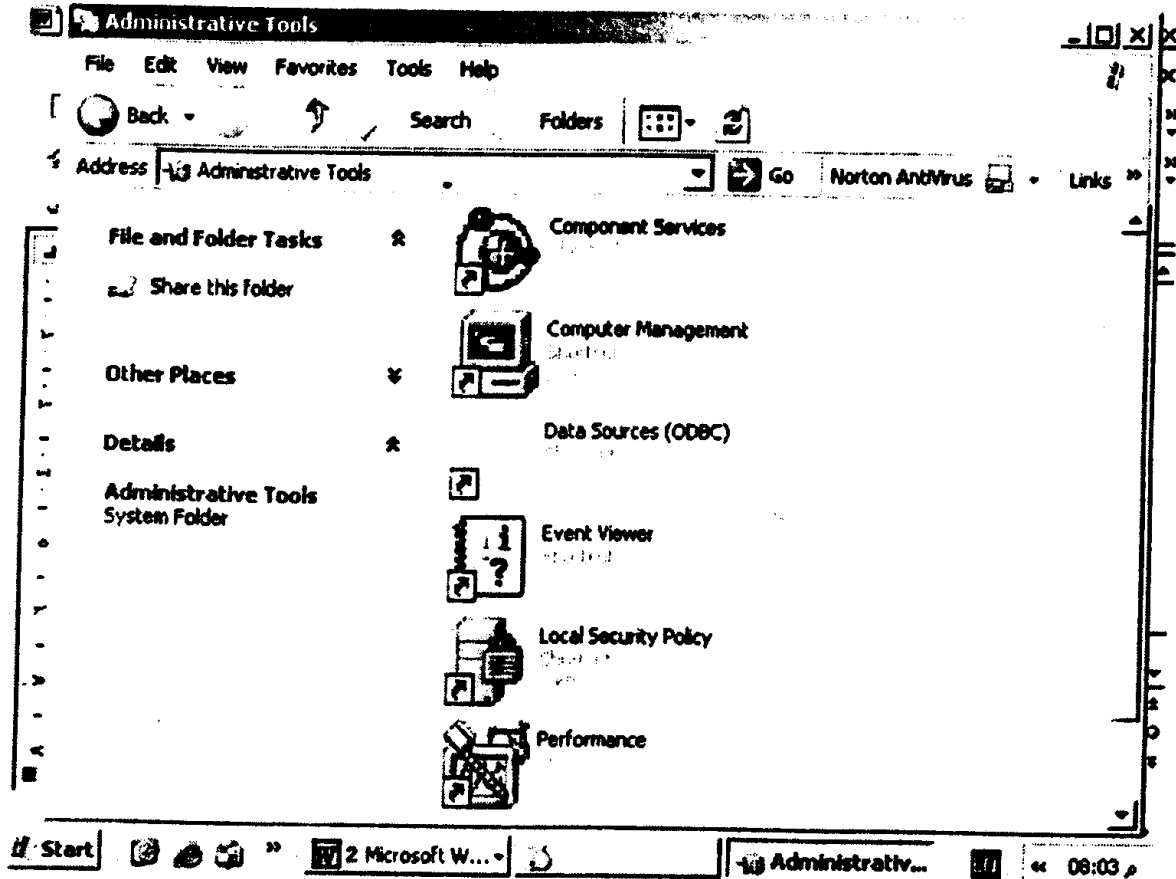 Administrative Tools
File Edit View Favorites Tools Help
Back Search Folders
Address Administrative Tools Go Norton AntiVirus Links »
File and Folder Tasks
Share this folder
Other Places
Details
Administrative Tools
System Folder
Component Services
Computer Management
Shortcut
Data Sources (ODBC)
Event Viewer
Shortcut
Local Security Policy
Performance
Start » 2 Microsoft W... Administrativ... « 08:03 م